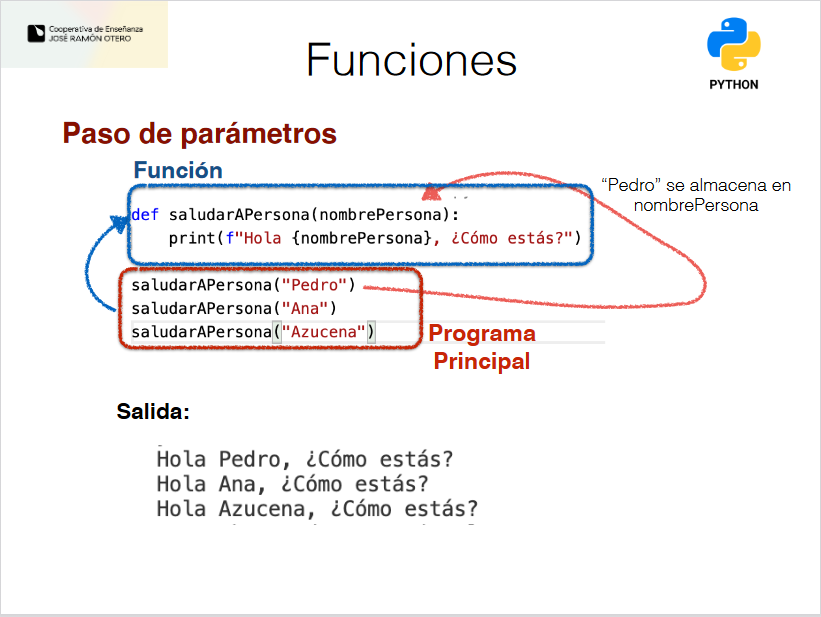 Cooperativa de Enseñanza
JOSÉ RAMÓN OTERO
Funciones
PYTHON
Paso de parámetros
Función
“Pedro” se almacena en
nombrePersona
def saludarAPersona(nombrePersona):
    print(f"Hola {nombrePersona}, ¿Cómo estás?")
saludarAPersona("Pedro")
saludarAPersona("Ana")
saludarAPersona("Azucena")
Programa
Principal
Salida:
Hola Pedro, ¿Cómo estás?
Hola Ana, ¿Cómo estás?
Hola Azucena, ¿Cómo estás?